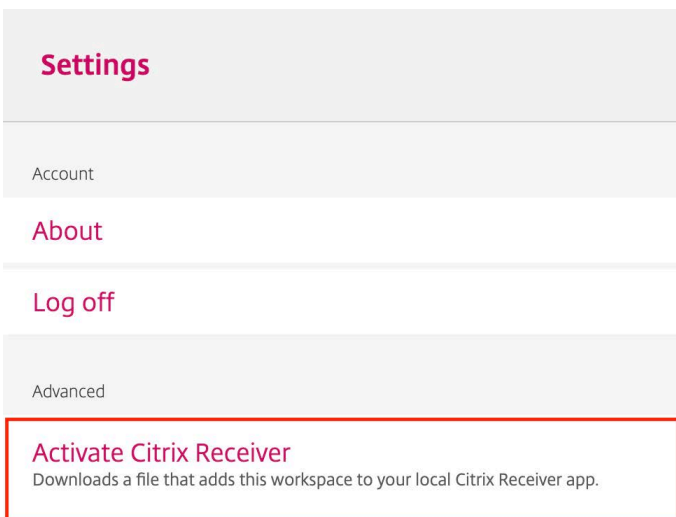 Settings
Account
About
Log off
Advanced
Activate Citrix Receiver
Downloads a file that adds this workspace to your local Citrix Receiver app.